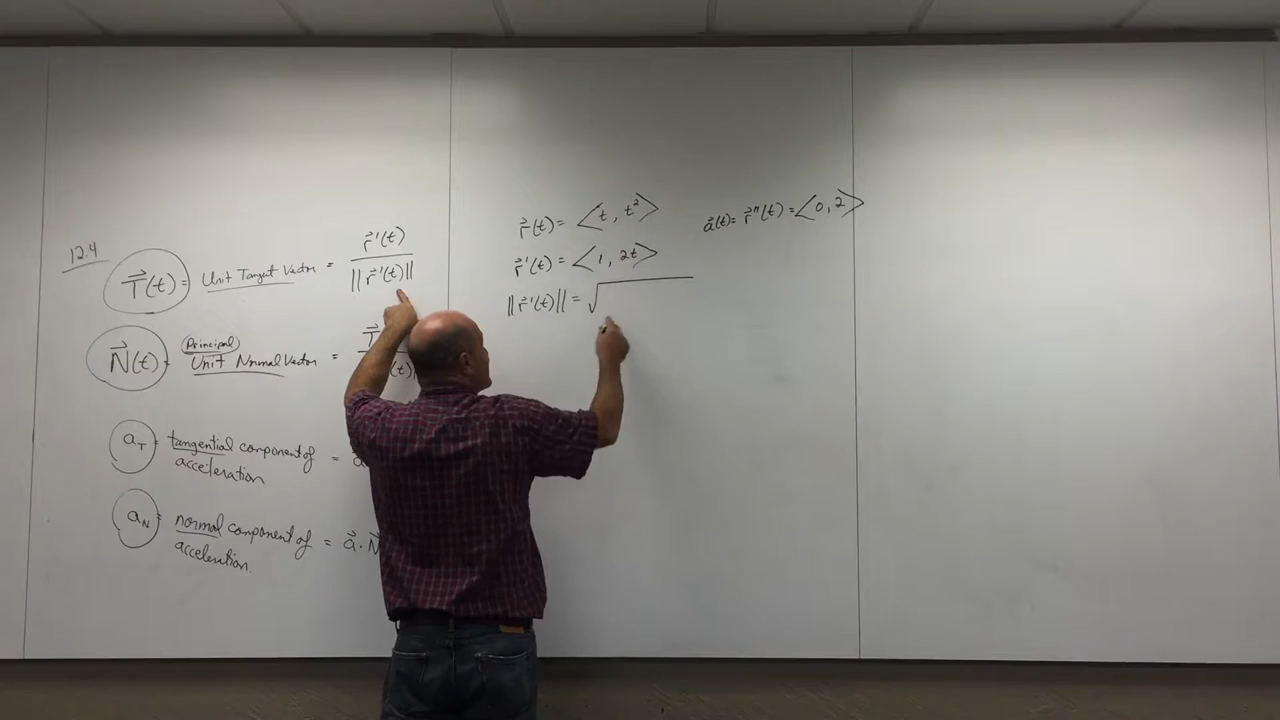 12.4
T⃗(t) = Unit Tangent Vector = r⃗'(t) / ||r⃗'(t)||
N⃗(t) = Principal Unit Normal Vector = T⃗
(t)
a_T tangential component of acceleration = a⃗
a_N normal component of acceleration = a⃗·N⃗
r⃗(t) = <t, t²>
r⃗'(t) = <1, 2t>
||r⃗'(t)|| = √
a⃗(t) = r⃗''(t) = <0, 2>